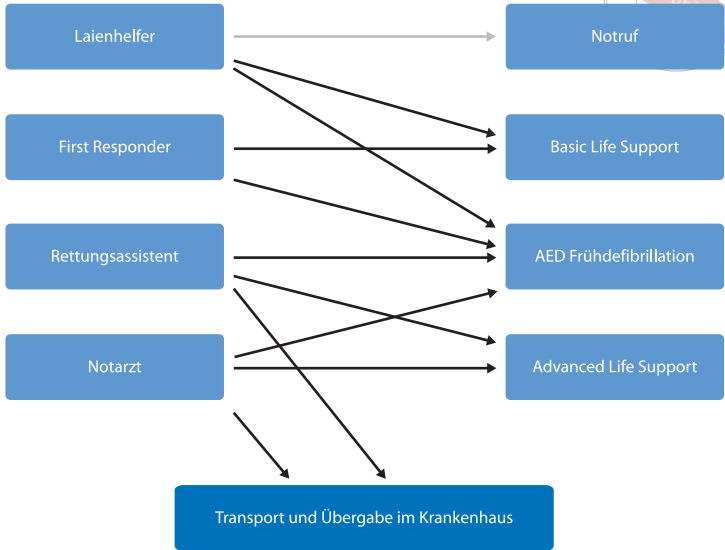 Laienhelfer
Notruf
First Responder
Basic Life Support
Rettungsassistent
AED Frühdefibrillation
Notarzt
Advanced Life Support
Transport und Übergabe im Krankenhaus